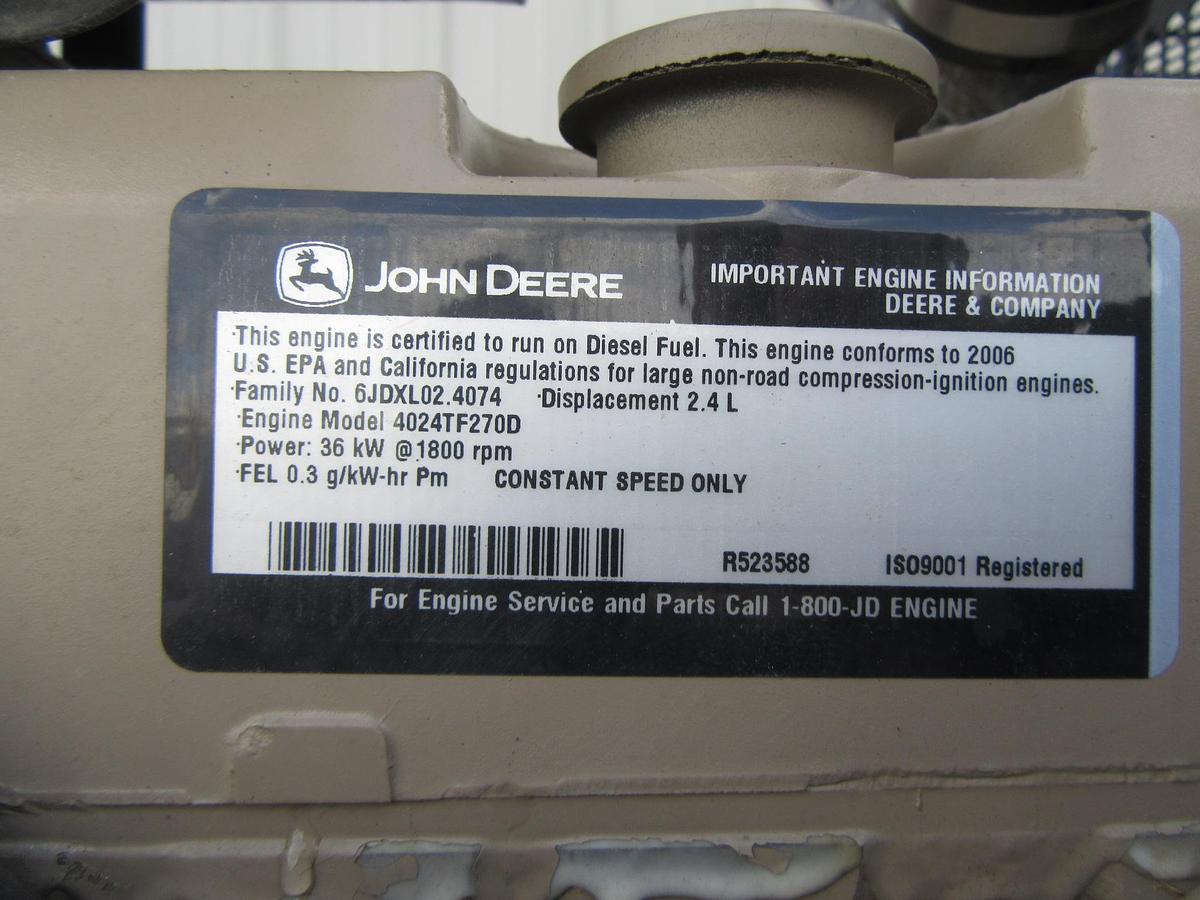 JOHN DEERE
IMPORTANT ENGINE INFORMATION
DEERE & COMPANY
·This engine is certified to run on Diesel Fuel. This engine conforms to 2006
U.S. EPA and California regulations for large non-road compression-ignition engines.
·Family No. 6JDXL02.4074 ·Displacement 2.4 L
·Engine Model 4024TF270D
·Power: 36 kW @1800 rpm
·FEL 0.3 g/kW-hr Pm CONSTANT SPEED ONLY
R523588 ISO9001 Registered
For Engine Service and Parts Call 1-800-JD ENGINE